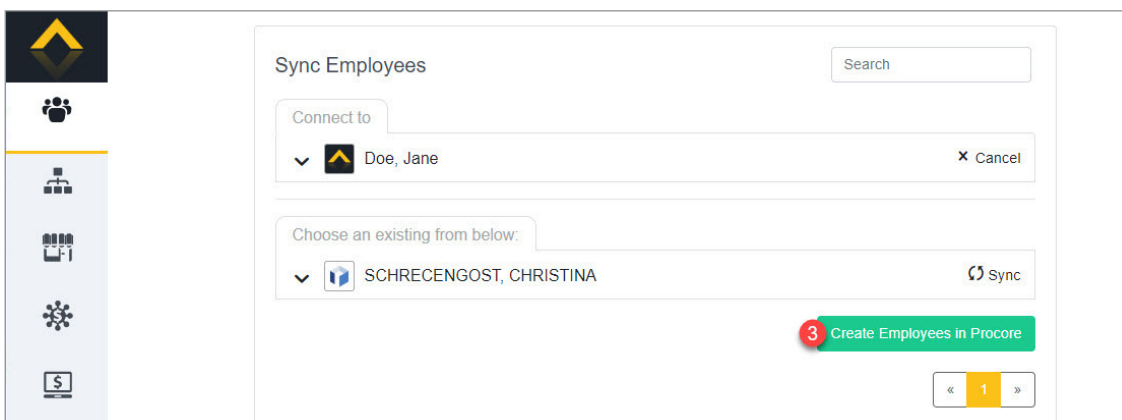 Sync Employees
Search
Connect to
Doe, Jane
× Cancel
Choose an existing from below:
SCHRECENGOST, CHRISTINA
Sync
3 Create Employees in Procore
« 1 »